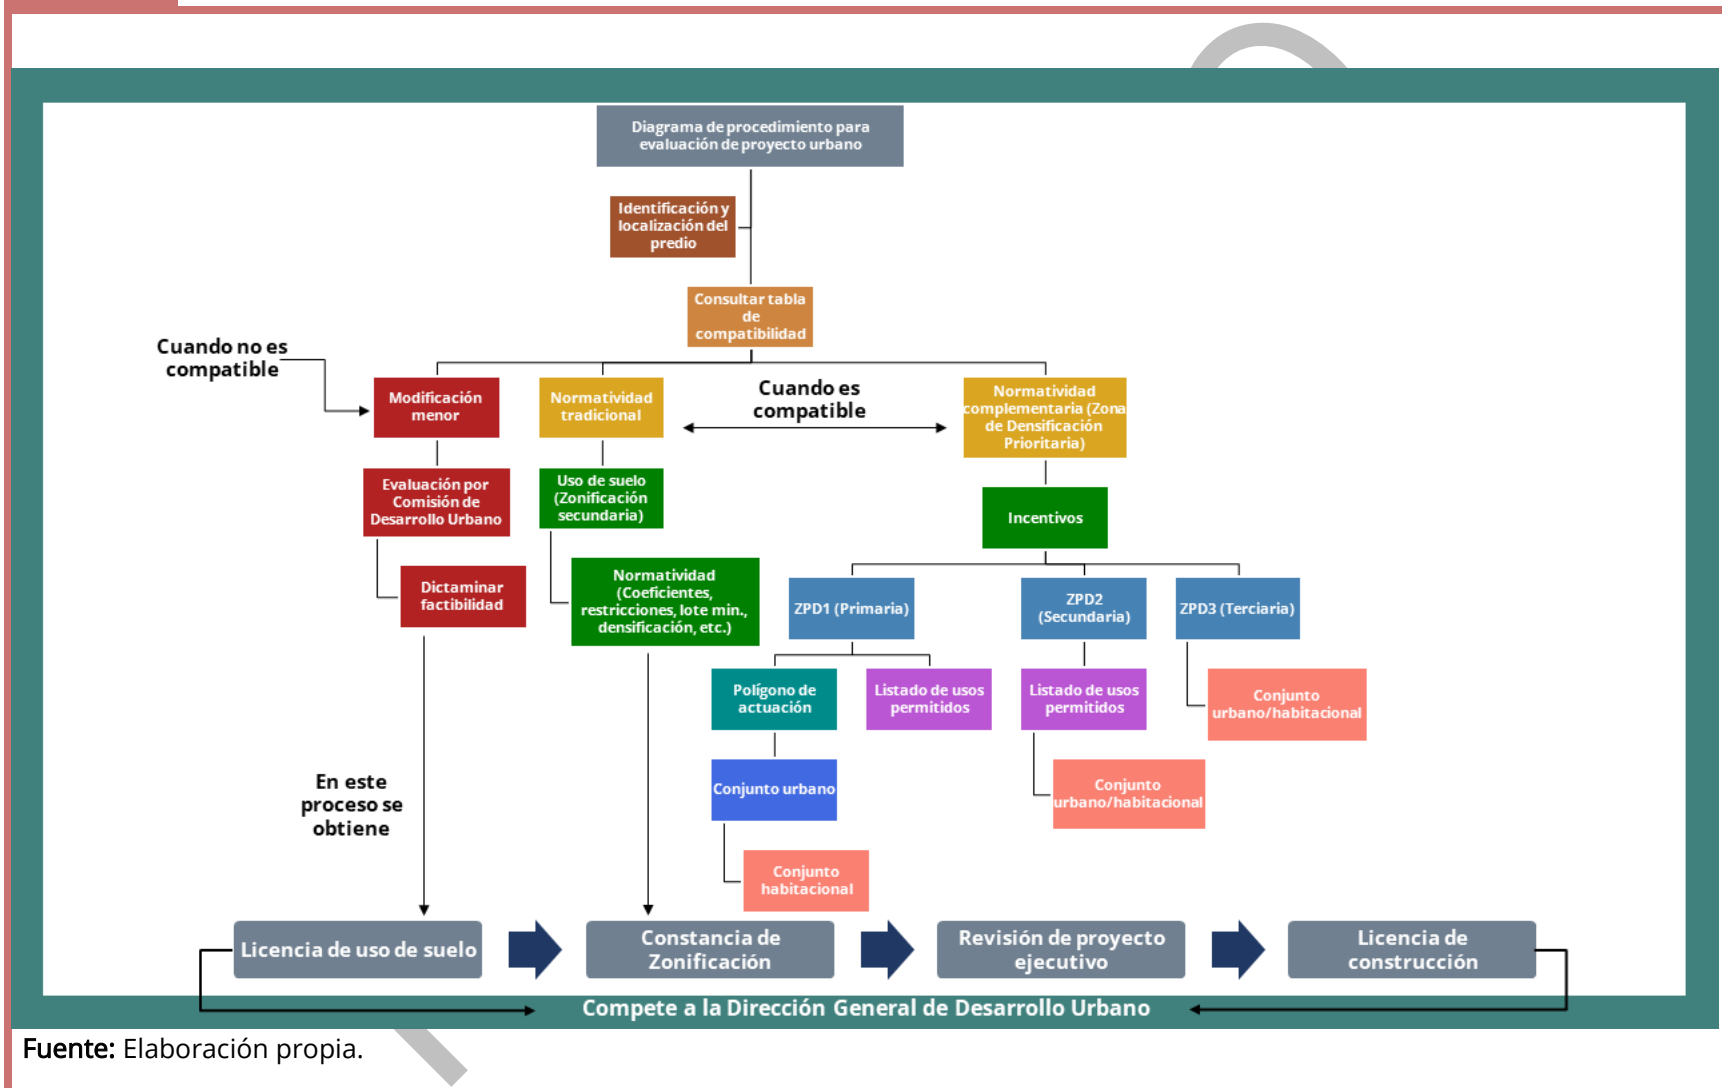 Diagrama de procedimiento para
evaluación de proyecto urbano
Identificación y
localización del
predio
Consultar tabla
de
compatibilidad
Cuando no es
compatible
Cuando es
compatible
Modificación
menor
Normatividad
tradicional
Normatividad
complementaria (Zona
de Densificación
Prioritaria)
Evaluación por
Comisión de
Desarrollo Urbano
Uso de suelo
(Zonificación
secundaria)
Incentivos
Dictaminar
factibilidad
Normatividad
(Coeficientes,
restricciones, lote min.,
densificación, etc.)
ZPD1 (Primaria)
ZPD2
(Secundaria)
ZPD3 (Terciaria)
Polígono de
actuación
Listado de usos
permitidos
Listado de usos
permitidos
Conjunto
urbano/habitacional
Conjunto urbano
Conjunto
urbano/habitacional
En este
proceso se
obtiene
Conjunto
habitacional
Licencia de uso de suelo
Constancia de
Zonificación
Revisión de proyecto
ejecutivo
Licencia de
construcción
Compete a la Dirección General de Desarrollo Urbano
Fuente: Elaboración propia.